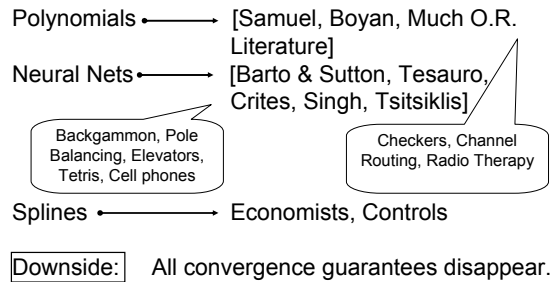 Polynomials [Samuel, Boyan, Much O.R.
Literature]
Neural Nets [Barto & Sutton, Tesauro,
Crites, Singh, Tsitsiklis]
Backgammon, Pole
Balancing, Elevators,
Tetris, Cell phones
Checkers, Channel
Routing, Radio Therapy
Splines Economists, Controls
Downside: All convergence guarantees disappear.